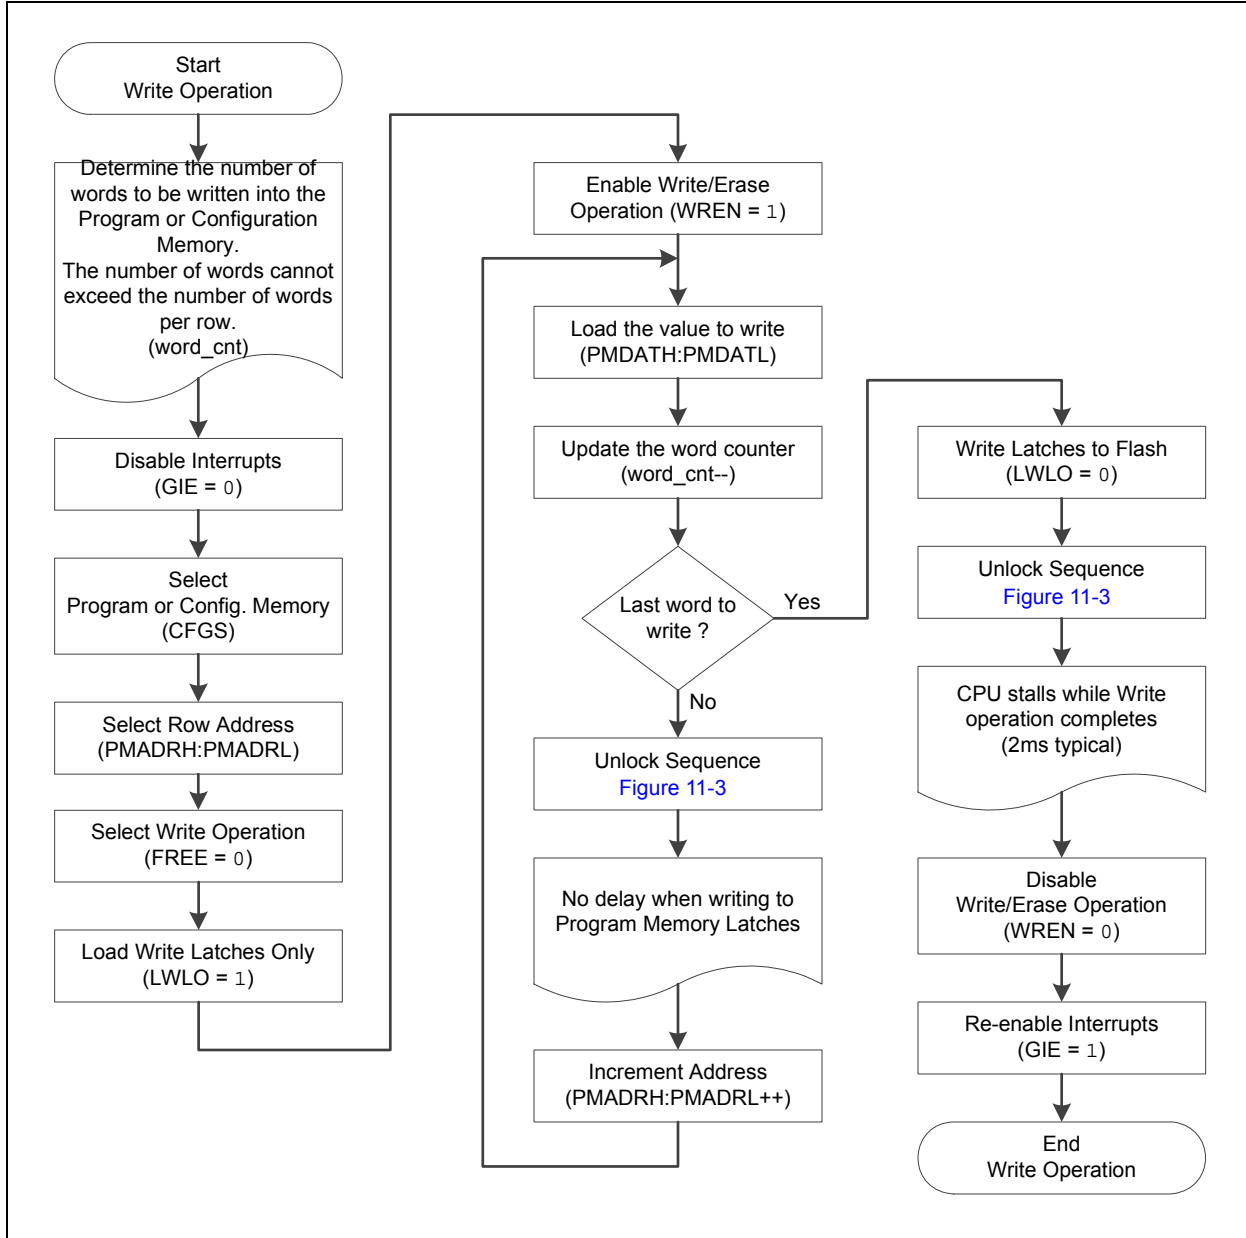 Start
Write Operation
Determine the number of
words to be written into the
Program or Configuration
Memory.
The number of words cannot
exceed the number of words
per row.
(word_cnt)
Disable Interrupts
(GIE = 0)
Select
Program or Config. Memory
(CFGS)
Select Row Address
(PMADRH:PMADRL)
Select Write Operation
(FREE = 0)
Load Write Latches Only
(LWLO = 1)
Enable Write/Erase
Operation (WREN = 1)
Load the value to write
(PMDATH:PMDATL)
Update the word counter
(word_cnt--)
Last word to
write ?
Yes
No
Unlock Sequence
Figure 11-3
No delay when writing to
Program Memory Latches
Increment Address
(PMADRH:PMADRL++)
Write Latches to Flash
(LWLO = 0)
Unlock Sequence
Figure 11-3
CPU stalls while Write
operation completes
(2ms typical)
Disable
Write/Erase Operation
(WREN = 0)
Re-enable Interrupts
(GIE = 1)
End
Write Operation